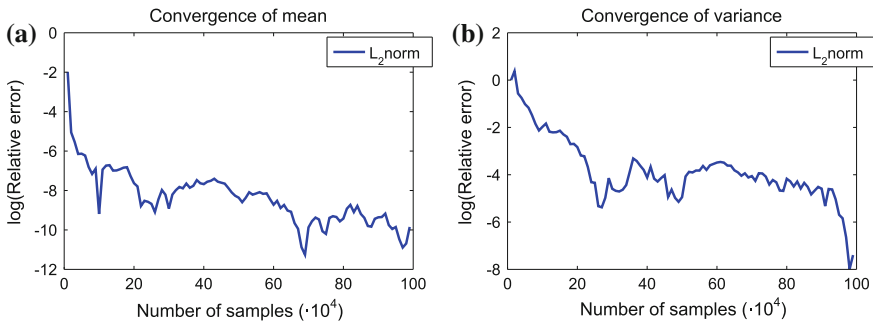 (a)
Convergence of mean
L₂norm
log(Relative error)
0
-2
-4
-6
-8
-10
-12
0
20
40
60
80
100
Number of samples (·10⁴)
(b)
Convergence of variance
L₂norm
log(Relative error)
2
0
-2
-4
-6
-8
0
20
40
60
80
100
Number of samples (·10⁴)